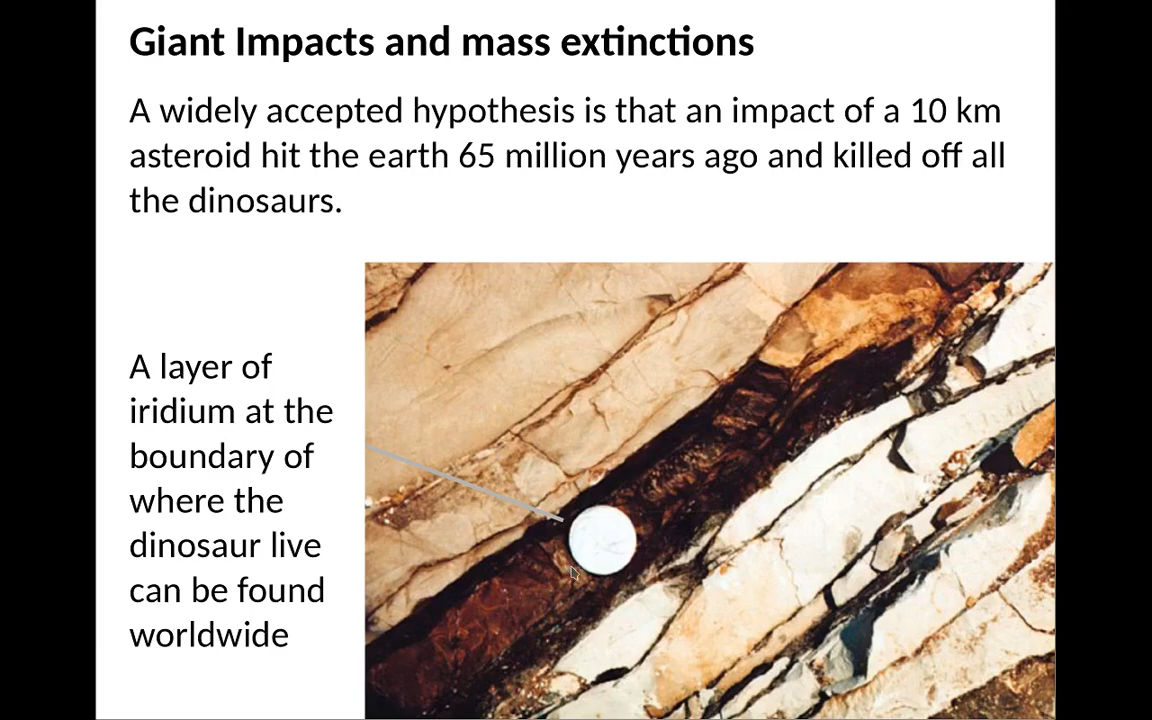 Giant Impacts and mass extinctions
A widely accepted hypothesis is that an impact of a 10 km
asteroid hit the earth 65 million years ago and killed off all
the dinosaurs.
A layer of
iridium at the
boundary of
where the
dinosaur live
can be found
worldwide